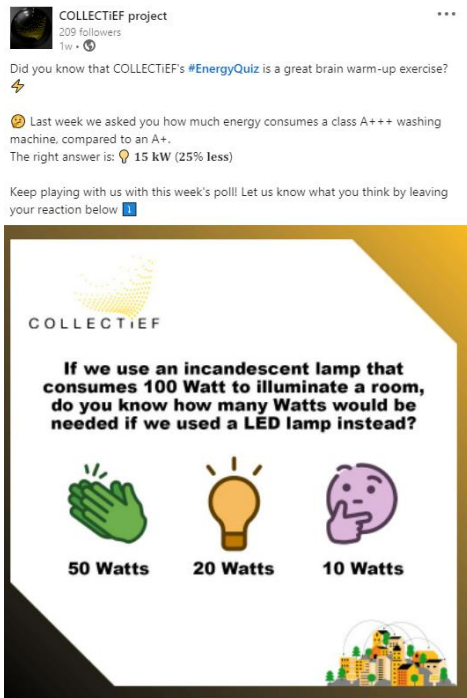 COLLECTiEF project
209 followers
1w •
Did you know that COLLECTiEF's #EnergyQuiz is a great brain warm-up exercise?
⚡
🤔 Last week we asked you how much energy consumes a class A+++ washing
machine, compared to an A+.
The right answer is: 💡 15 kW (25% less)
Keep playing with us with this week's poll! Let us know what you think by leaving
your reaction below ⤵️
COLLECTiEF
If we use an incandescent lamp that
consumes 100 Watt to illuminate a room,
do you know how many Watts would be
needed if we used a LED lamp instead?
50 Watts 20 Watts 10 Watts